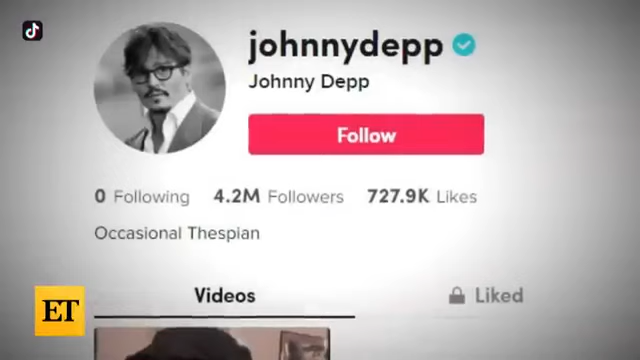 johnnydepp
Johnny Depp
Follow
0 Following 4.2M Followers 727.9K Likes
Occasional Thespian
Videos Liked
ET